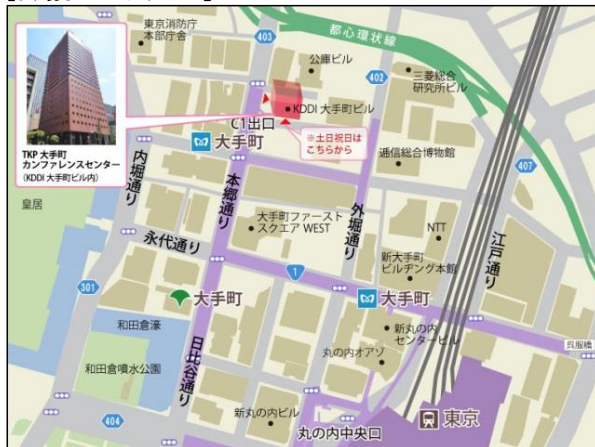 東京消防庁
本部庁舎
403
公庫ビル
都心環状線
402
三菱総合
研究所ビル
KDDI 大手町ビル
C1出口
※土日祝日は
こちらから
大手町
TKP 大手町
カンファレンスセンター
(KDDI 大手町ビル内)
内堀通り
本郷通り
外堀通り
逓信総合博物館
407
皇居
大手町ファースト
スクエア WEST
NTT
江戸通り
永代通り
新大手町
ビルヂング本館
1
301
大手町
大手町
和田倉濠
新丸の内
センタービル
呉服橋
丸の内オアゾ
和田倉噴水公園
日比谷通り
404
新丸の内ビル
丸の内中央口
東京